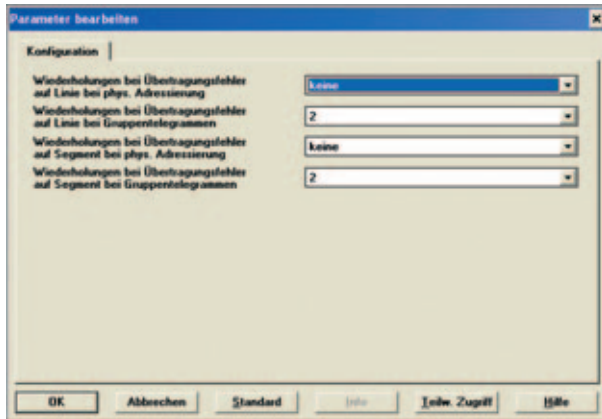 Parameter bearbeiten
Konfiguration
Wiederholungen bei Übertragungsfehler
auf Linie bei phys. Adressierung
keine
Wiederholungen bei Übertragungsfehler
auf Linie bei Gruppentelegrammen
2
Wiederholungen bei Übertragungsfehler
auf Segment bei phys. Adressierung
keine
Wiederholungen bei Übertragungsfehler
auf Segment bei Gruppentelegrammen
2
OK Abbrechen Standard Info Teilw. Zugriff Hilfe